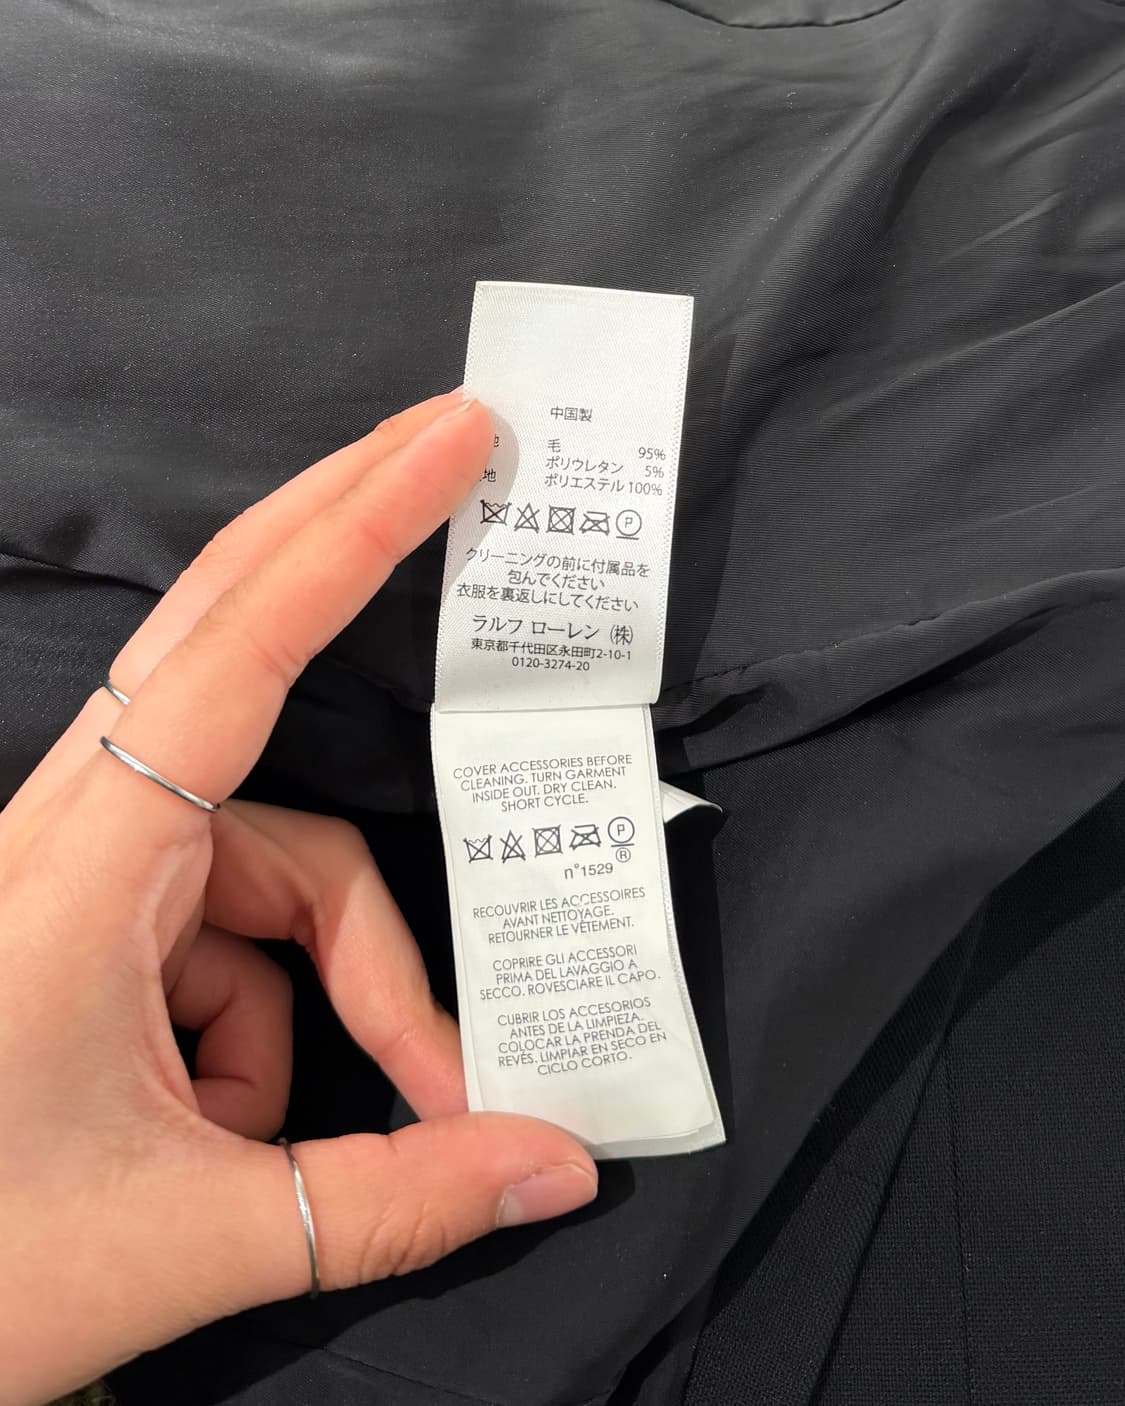 中国製
地 毛 95%
ポリウレタン 5%
地 ポリエステル 100%
P
クリーニングの前に付属品を
包んでください
衣服を裏返しにしてください
ラルフ ローレン (株)
東京都千代田区永田町2-10-1
0120-3274-20
COVER ACCESSORIES BEFORE
CLEANING. TURN GARMENT
INSIDE OUT. DRY CLEAN.
SHORT CYCLE.
P
®
n°1529
RECOUVRIR LES ACCESSOIRES
AVANT NETTOYAGE.
RETOURNER LE VÊTEMENT.
COPRIRE GLI ACCESSORI
PRIMA DEL LAVAGGIO A
SECCO. ROVESCIARE IL CAPO.
CUBRIR LOS ACCESORIOS
ANTES DE LA LIMPIEZA.
COLOCAR LA PRENDA DEL
REVÉS. LIMPIAR EN SECO EN
CICLO CORTO.